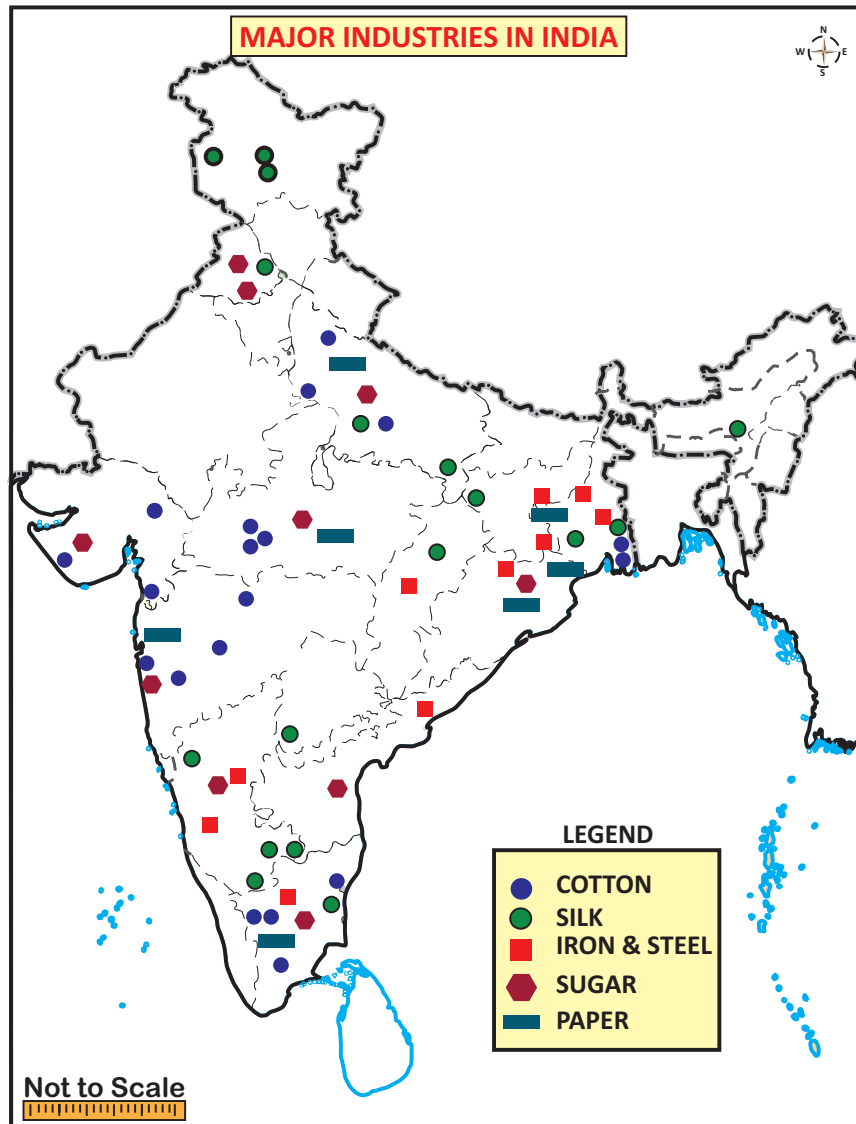 MAJOR INDUSTRIES IN INDIA
N
W E
S
LEGEND
COTTON
SILK
IRON & STEEL
SUGAR
PAPER
Not to Scale